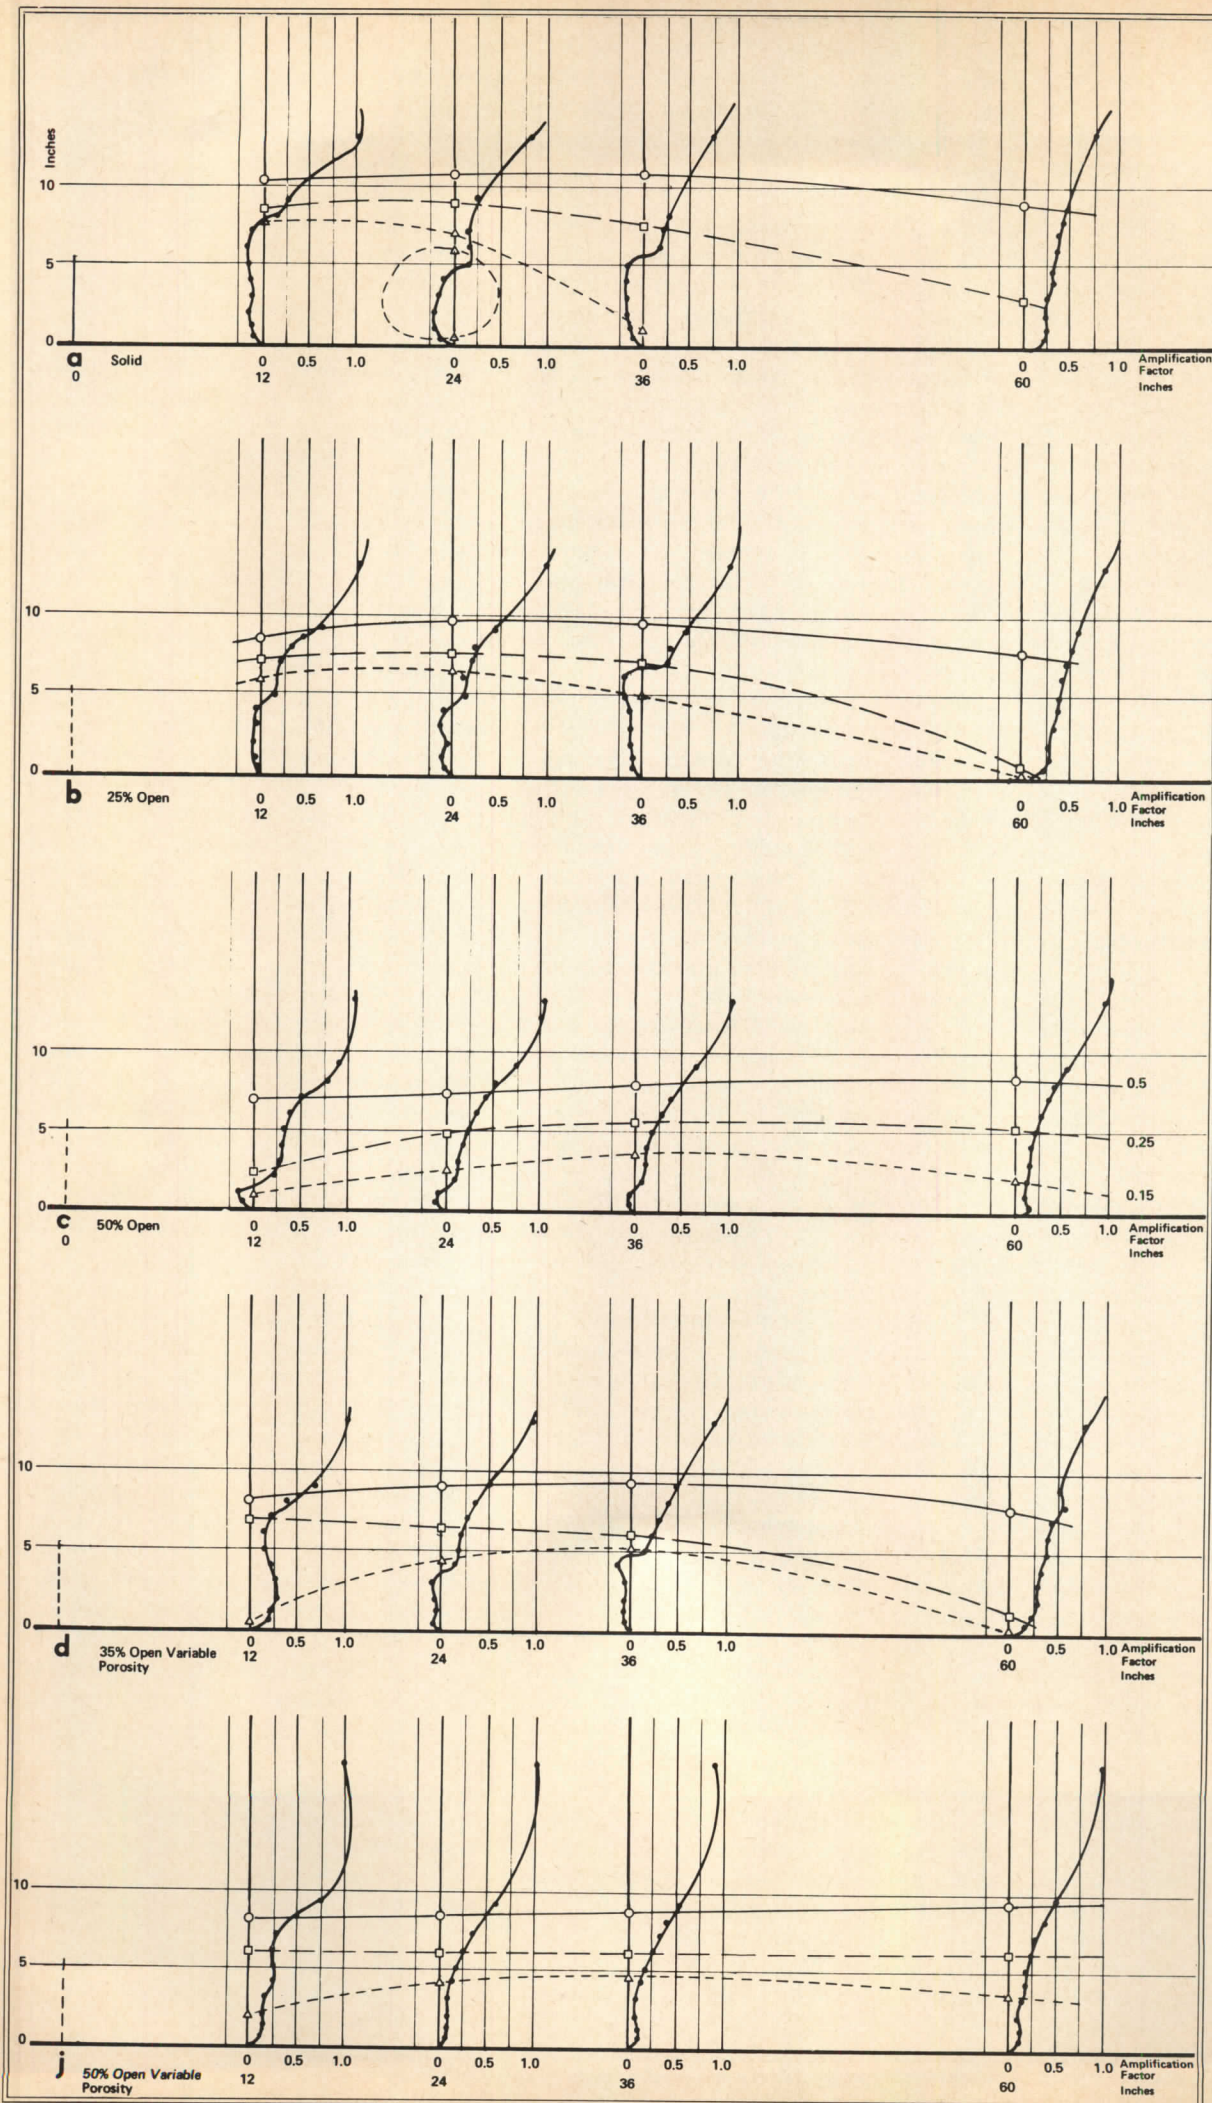 Inches
10
5
0
a Solid 0 0.5 1.0 0 0.5 1.0 0 0.5 1.0 0 0.5 1 0 Amplification
Factor
0 12 24 36 60 Inches
10
5
0
b 25% Open 0 0.5 1.0 0 0.5 1.0 0 0.5 1.0 0 0.5 1.0 Amplification
Factor
12 24 36 60 Inches
10
0.5
5
0.25
0.15
0
c 50% Open 0 0.5 1.0 0 0.5 1.0 0 0.5 1.0 0 0.5 1.0 Amplification
Factor
0 12 24 36 60 Inches
10
5
0
d 35% Open Variable 0 0.5 1.0 0 0.5 1.0 0 0.5 1.0 0 0.5 1.0 Amplification
Porosity 12 24 36 60 Factor
Inches
10
5
0
j 50% Open Variable 0 0.5 1.0 0 0.5 1.0 0 0.5 1.0 0 0.5 1.0 Amplification
Factor
Porosity 12 24 36 60 Inches